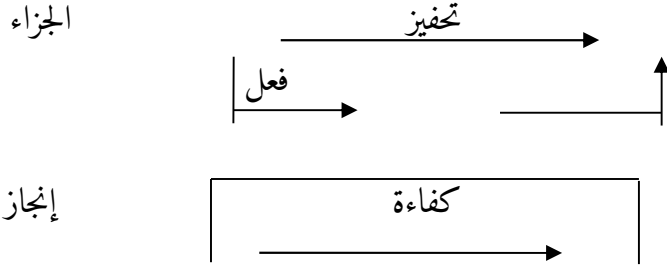 تحفيز الجزاء
فعل
كفاءة إنجاز